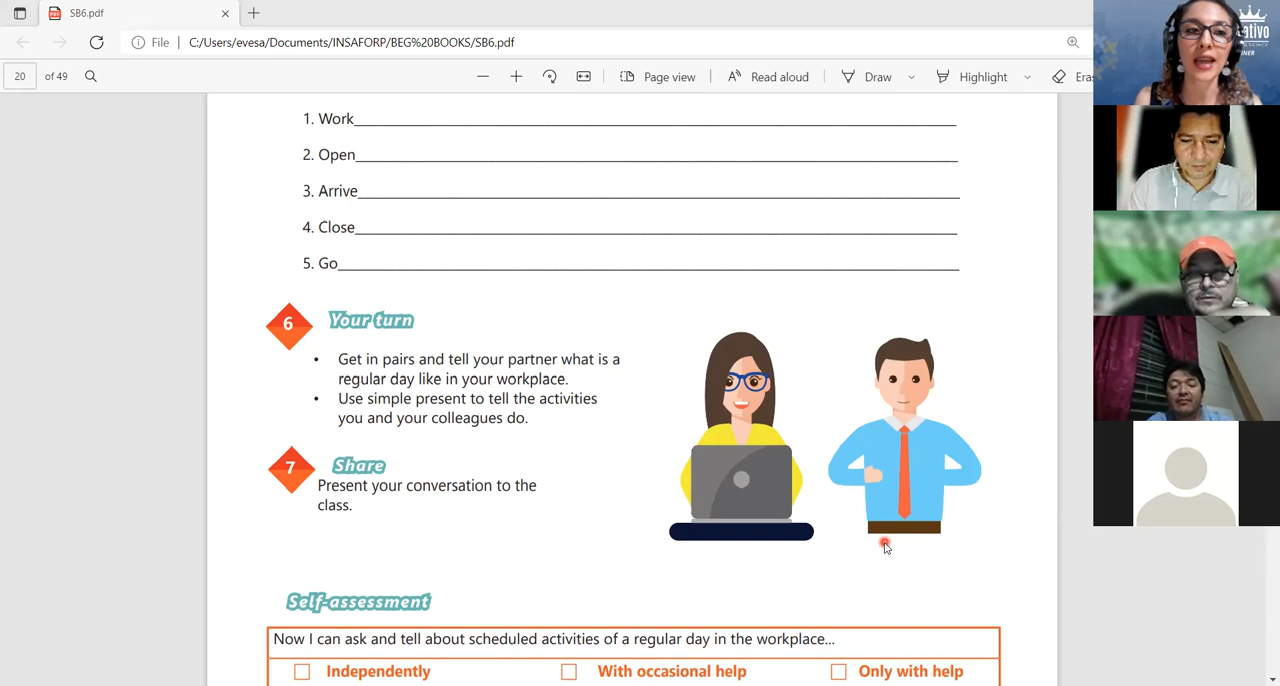 SB6.pdf
File
C:/Users/evesa/Documents/INSAFORP/BEG%20BOOKS/SB6.pdf
20 of 49
Page view
Read aloud
Draw
Highlight
1. Work
2. Open
3. Arrive
4. Close
5. Go
6 Your turn
• Get in pairs and tell your partner what is a
regular day like in your workplace.
• Use simple present to tell the activities
you and your colleagues do.
7 Share
Present your conversation to the
class.
Self-assessment
Now I can ask and tell about scheduled activities of a regular day in the workplace...
Independently
With occasional help
Only with help